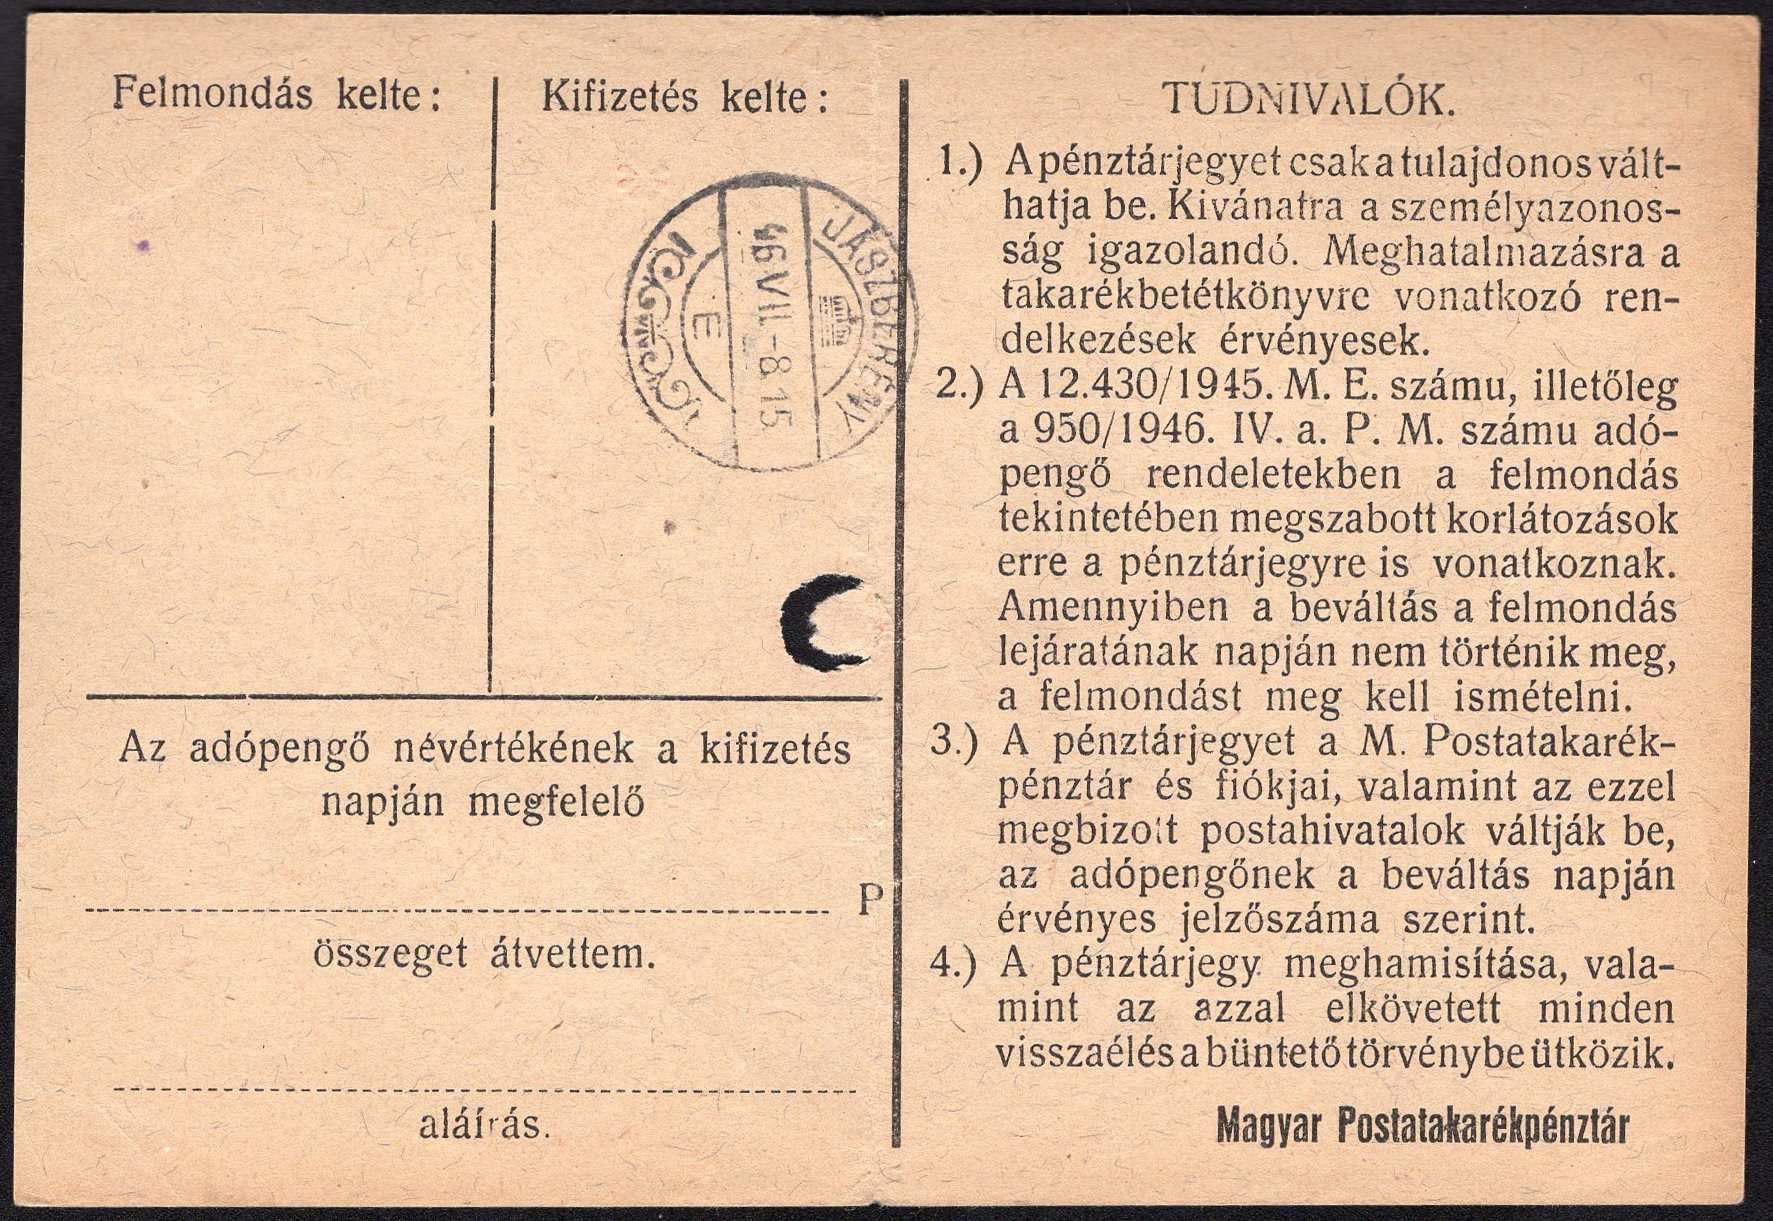 Felmondás kelte:
Kifizetés kelte:
JÁSZBERÉNY
46 VII.-8.15
E
Az adópengő névértékének a kifizetés
napján megfelelő
P
összeget átvettem.
aláírás.
TUDNIVALÓK.
1.) A pénztárjegyet csak a tulajdonos vált-
hatja be. Kivánatra a személyazonos-
ság igazolandó. Meghatalmazásra a
takarékbetétkönyvre vonatkozó ren-
delkezések érvényesek.
2.) A 12.430/1945. M. E. számu, illetőleg
a 950/1946. IV. a. P. M. számu adó-
pengő rendeletekben a felmondás
tekintetében megszabott korlátozások
erre a pénztárjegyre is vonatkoznak.
Amennyiben a beváltás a felmondás
lejáratának napján nem történik meg,
a felmondást meg kell ismételni.
3.) A pénztárjegyet a M. Postatakarék-
pénztár és fiókjai, valamint az ezzel
megbizott postahivatalok váltják be,
az adópengőnek a beváltás napján
érvényes jelzőszáma szerint.
4.) A pénztárjegy meghamisítása, vala-
mint az azzal elkövetett minden
visszaélés a büntető törvénybe ütközik.
Magyar Postatakarékpénztár